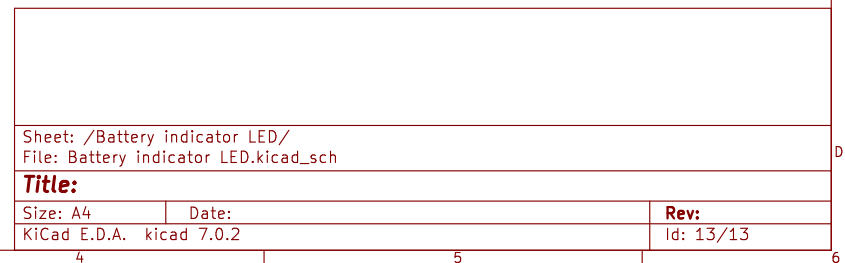 Sheet: /Battery indicator LED/
File: Battery indicator LED.kicad_sch
D
Title:
Size: A4 Date: Rev:
KiCad E.D.A. kicad 7.0.2 Id: 13/13
4 5 6